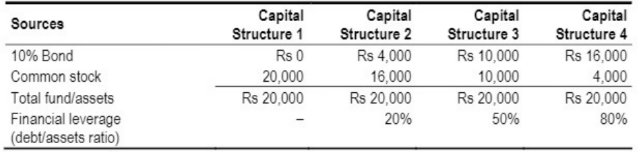 Sources Capital Structure 1 Capital Structure 2 Capital Structure 3 Capital Structure 4
10% Bond Rs 0 Rs 4,000 Rs 10,000 Rs 16,000
Common stock 20,000 16,000 10,000 4,000
Total fund/assets Rs 20,000 Rs 20,000 Rs 20,000 Rs 20,000
Financial leverage – 20% 50% 80%
(debt/assets ratio)